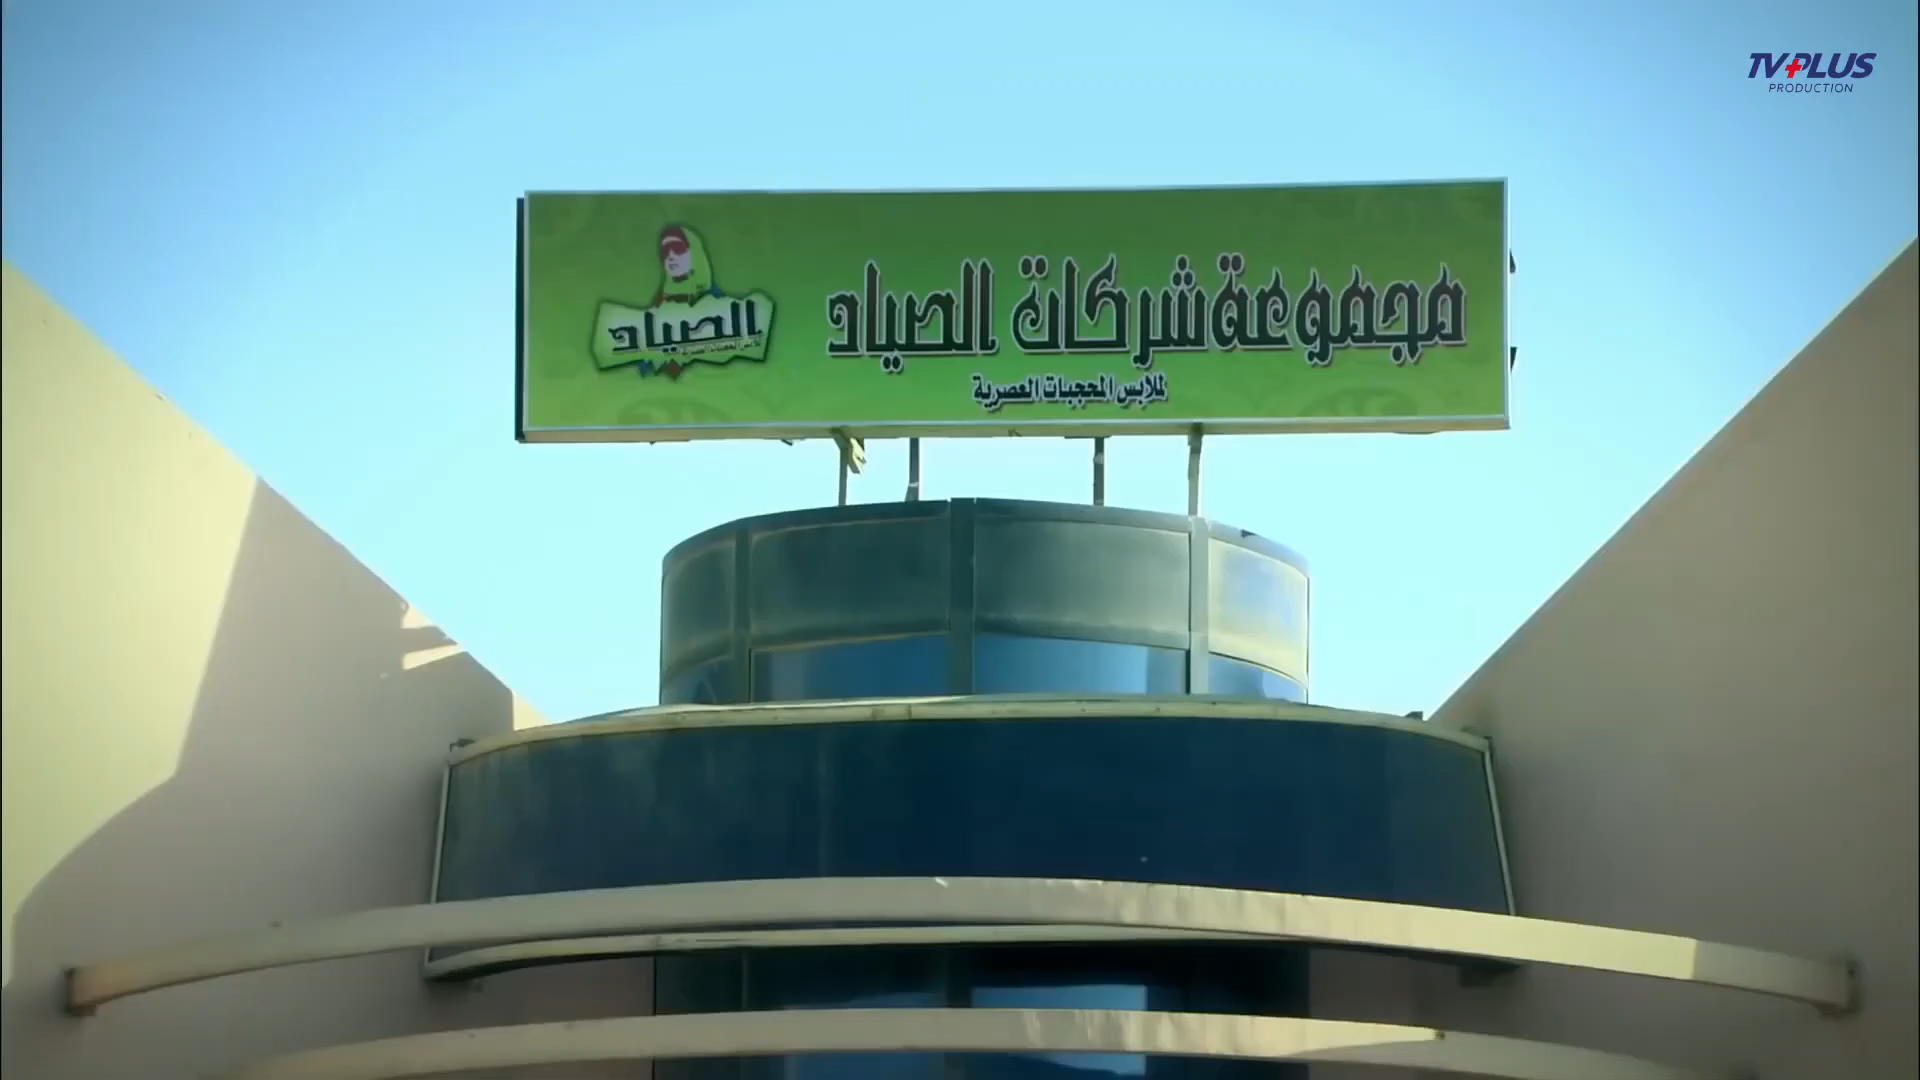 TV+PLUS
PRODUCTION
مجموعة شركات الصياد
لملابس المحجبات العصرية
الصياد